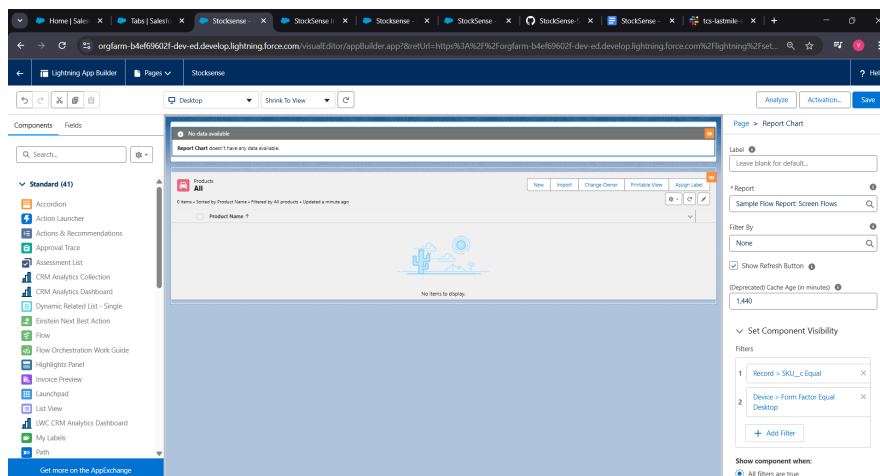 Home | Sales
Tabs | Salesfo
Stocksense -
StockSense I
Stocksense -
StockSense -
StockSense-S
StockSense -
tcs-lastmile-s
orgfarm-b4ef69602f-dev-ed.develop.lightning.force.com/visualEditor/appBuilder.app?&retUrl=https%3A%2F%2Forgfarm-b4ef69602f-dev-ed.develop.lightning.force.com%2Flightning%2Fset...
Lightning App Builder
Pages
Stocksense
? Hel
Desktop
Shrink To View
Analyze
Activation...
Save
Components
Fields
Search...
Standard (41)
Accordion
Action Launcher
Actions & Recommendations
Approval Trace
Assessment List
CRM Analytics Collection
CRM Analytics Dashboard
Dynamic Related List - Single
Einstein Next Best Action
Flow
Flow Orchestration Work Guide
Highlights Panel
Invoice Preview
Launchpad
List View
LWC CRM Analytics Dashboard
My Labels
Path
Get more on the AppExchange
No data available
Report Chart doesn't have any data available.
Products
All
New
Import
Change Owner
Printable View
Assign Label
0 items • Sorted by Product Name • Filtered by All products • Updated a minute ago
Product Name ↑
No items to display.
Page > Report Chart
Label
Leave blank for default...
*Report
Sample Flow Report: Screen Flows
Filter By
None
Show Refresh Button
(Deprecated) Cache Age (in minutes)
1,440
Set Component Visibility
Filters
1 Record > SKU__c Equal
2 Device > Form Factor Equal
Desktop
+ Add Filter
Show component when:
All filters are true